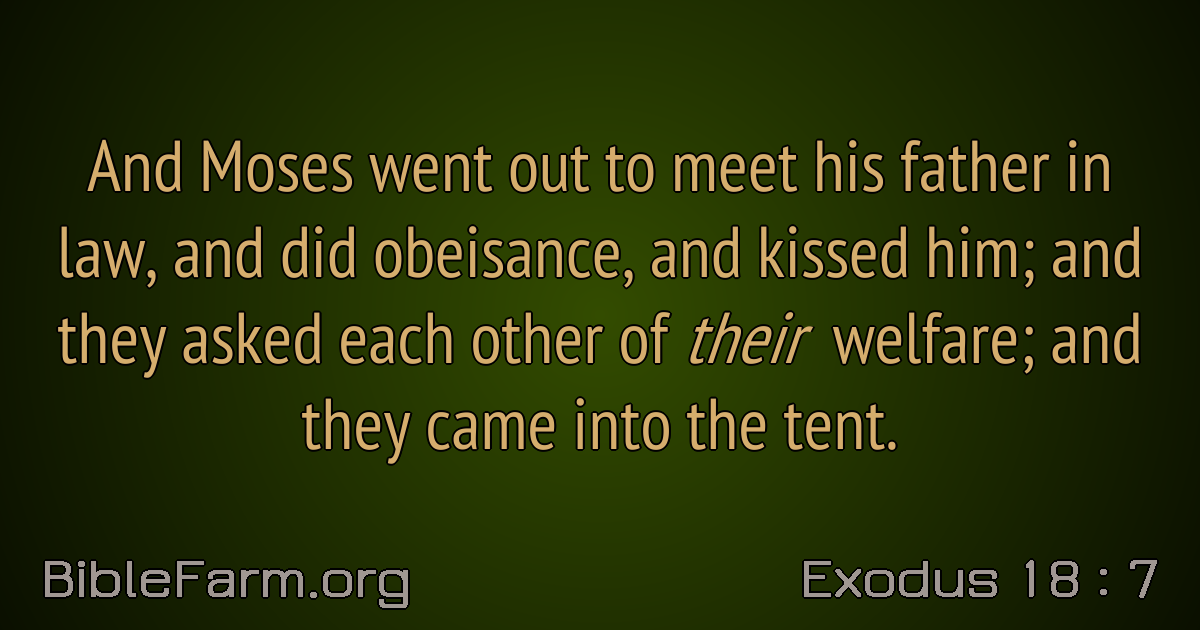 And Moses went out to meet his father in
law, and did obeisance, and kissed him; and
they asked each other of their welfare; and
they came into the tent.
BibleFarm.org
Exodus 18 : 7